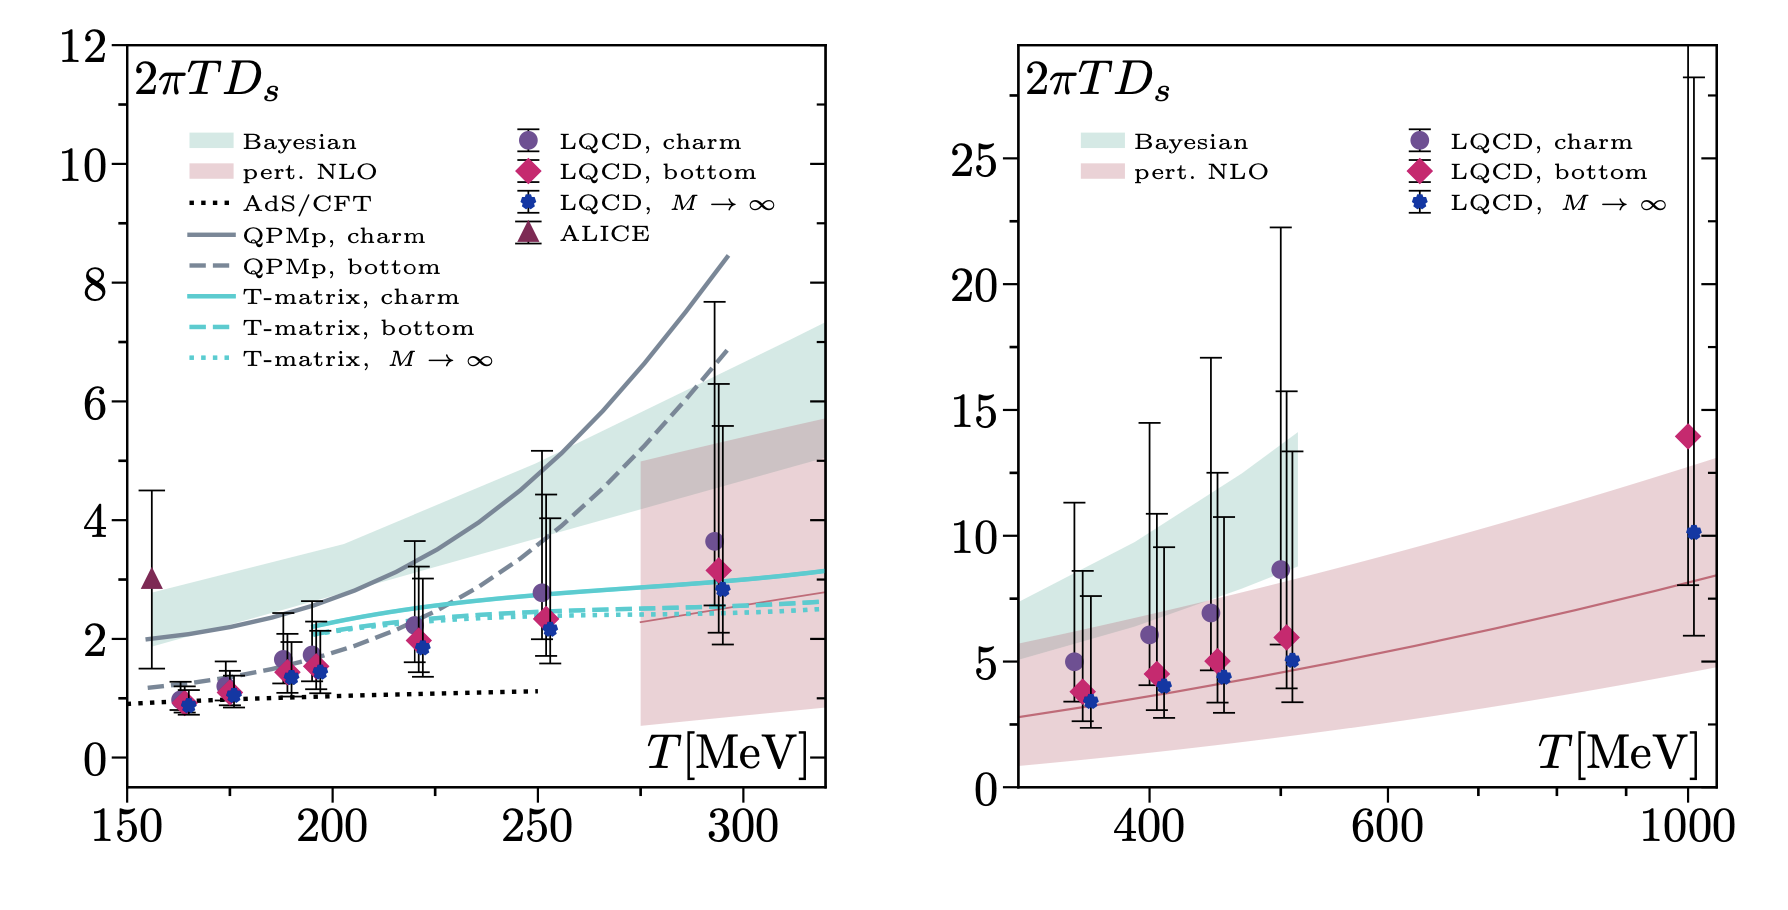 12
10
8
6
4
2
0
2πTD_s
Bayesian
pert. NLO
AdS/CFT
QPMp, charm
QPMp, bottom
T-matrix, charm
T-matrix, bottom
T-matrix, M → ∞
LQCD, charm
LQCD, bottom
LQCD, M → ∞
ALICE
T[MeV]
150 200 250 300
25
20
15
10
5
0
2πTD_s
Bayesian
pert. NLO
LQCD, charm
LQCD, bottom
LQCD, M → ∞
T[MeV]
400 600 1000